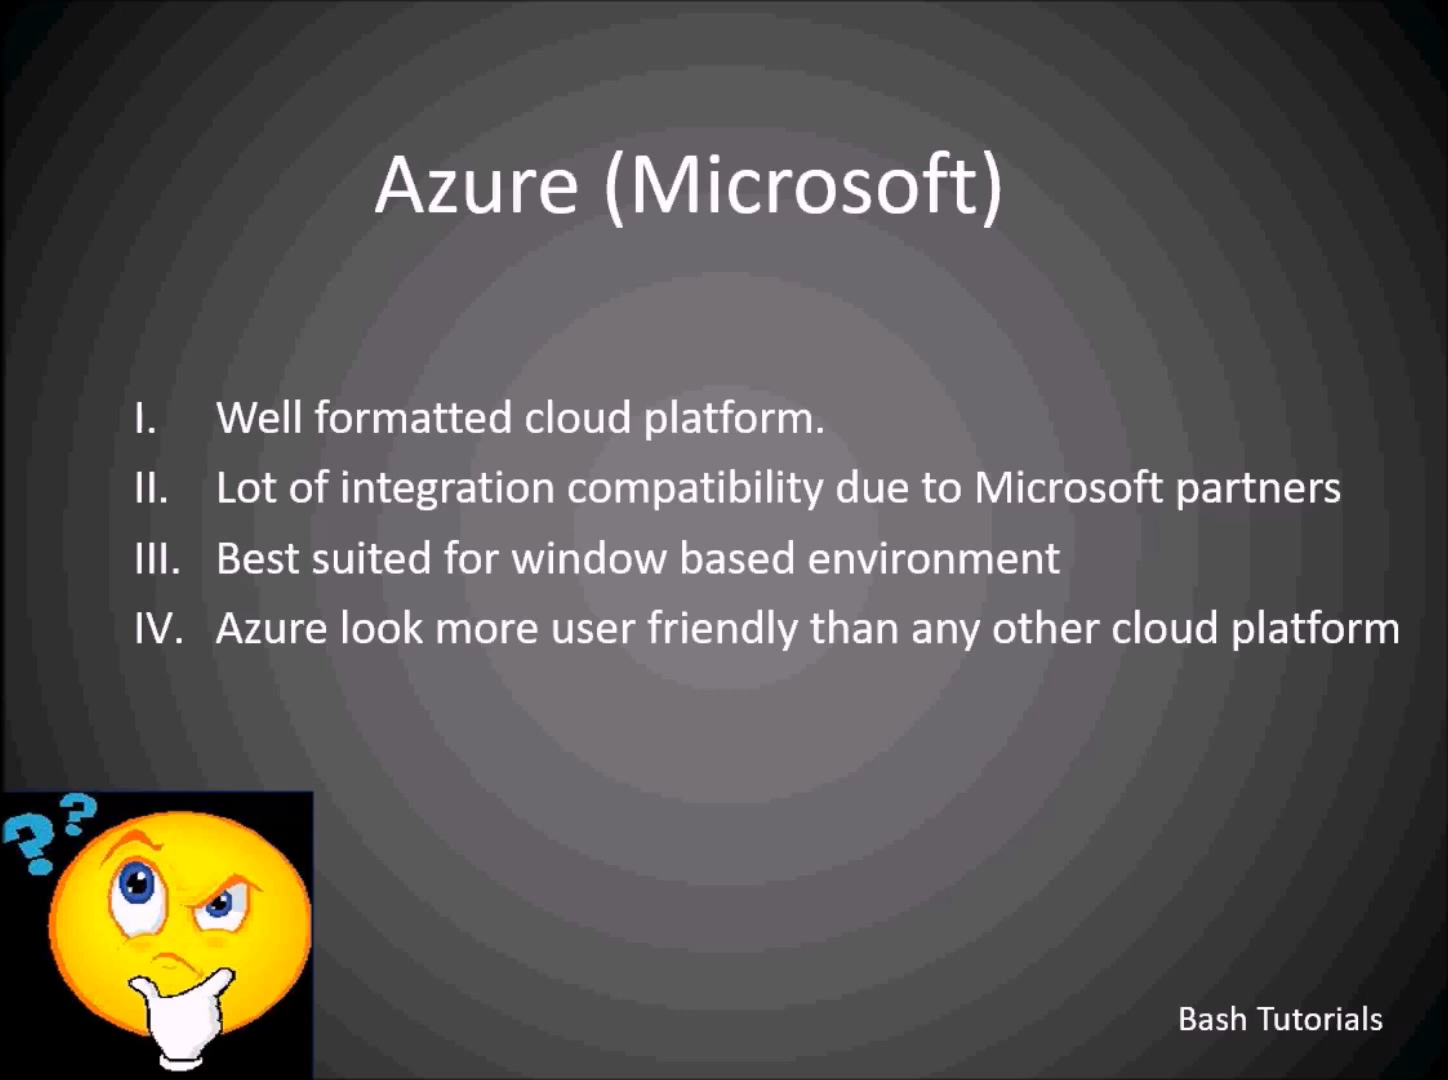 Azure (Microsoft)
I. Well formatted cloud platform.
II. Lot of integration compatibility due to Microsoft partners
III. Best suited for window based environment
IV. Azure look more user friendly than any other cloud platform
? ?
Bash Tutorials